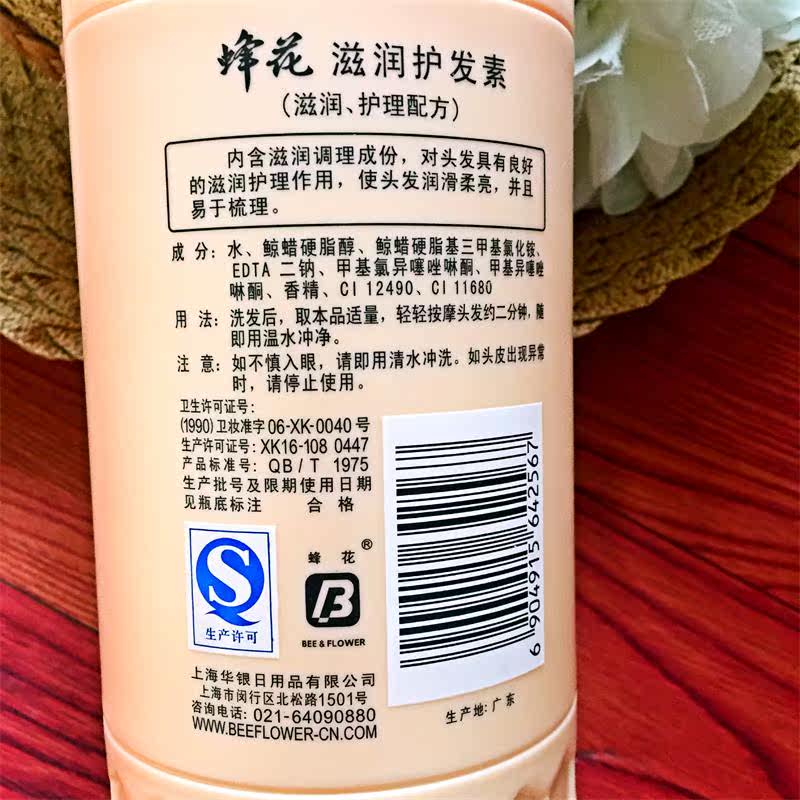 蜂花 滋润护发素
(滋润、护理配方)
内含滋润调理成份，对头发具有良好
的滋润护理作用，使头发润滑柔亮，并且
易于梳理。
成 分：水、鲸蜡硬脂醇、鲸蜡硬脂基三甲基氯化铵、
EDTA 二钠、甲基氯异噻唑啉酮、甲基异噻唑
啉酮、香精、CI 12490、CI 11680
用 法：洗发后，取本品适量，轻轻按摩头发约二分钟，随
即用温水冲净。
注 意：如不慎入眼，请即用清水冲洗。如头皮出现异常
时，请停止使用。
卫生许可证号：
(1990)卫妆准字06-XK-0040号
生产许可证号：XK16-108 0447
产品标准号：QB/T 1975
生产批号及限期使用日期
见瓶底标注 合 格
生产许可
蜂 花 ®
B
BEE & FLOWER
6 904915 642567
上海华银日用品有限公司
上海市闵行区北松路1501号
咨询电话：021-64090880
WWW.BEEFLOWER-CN.COM
生产地：广东